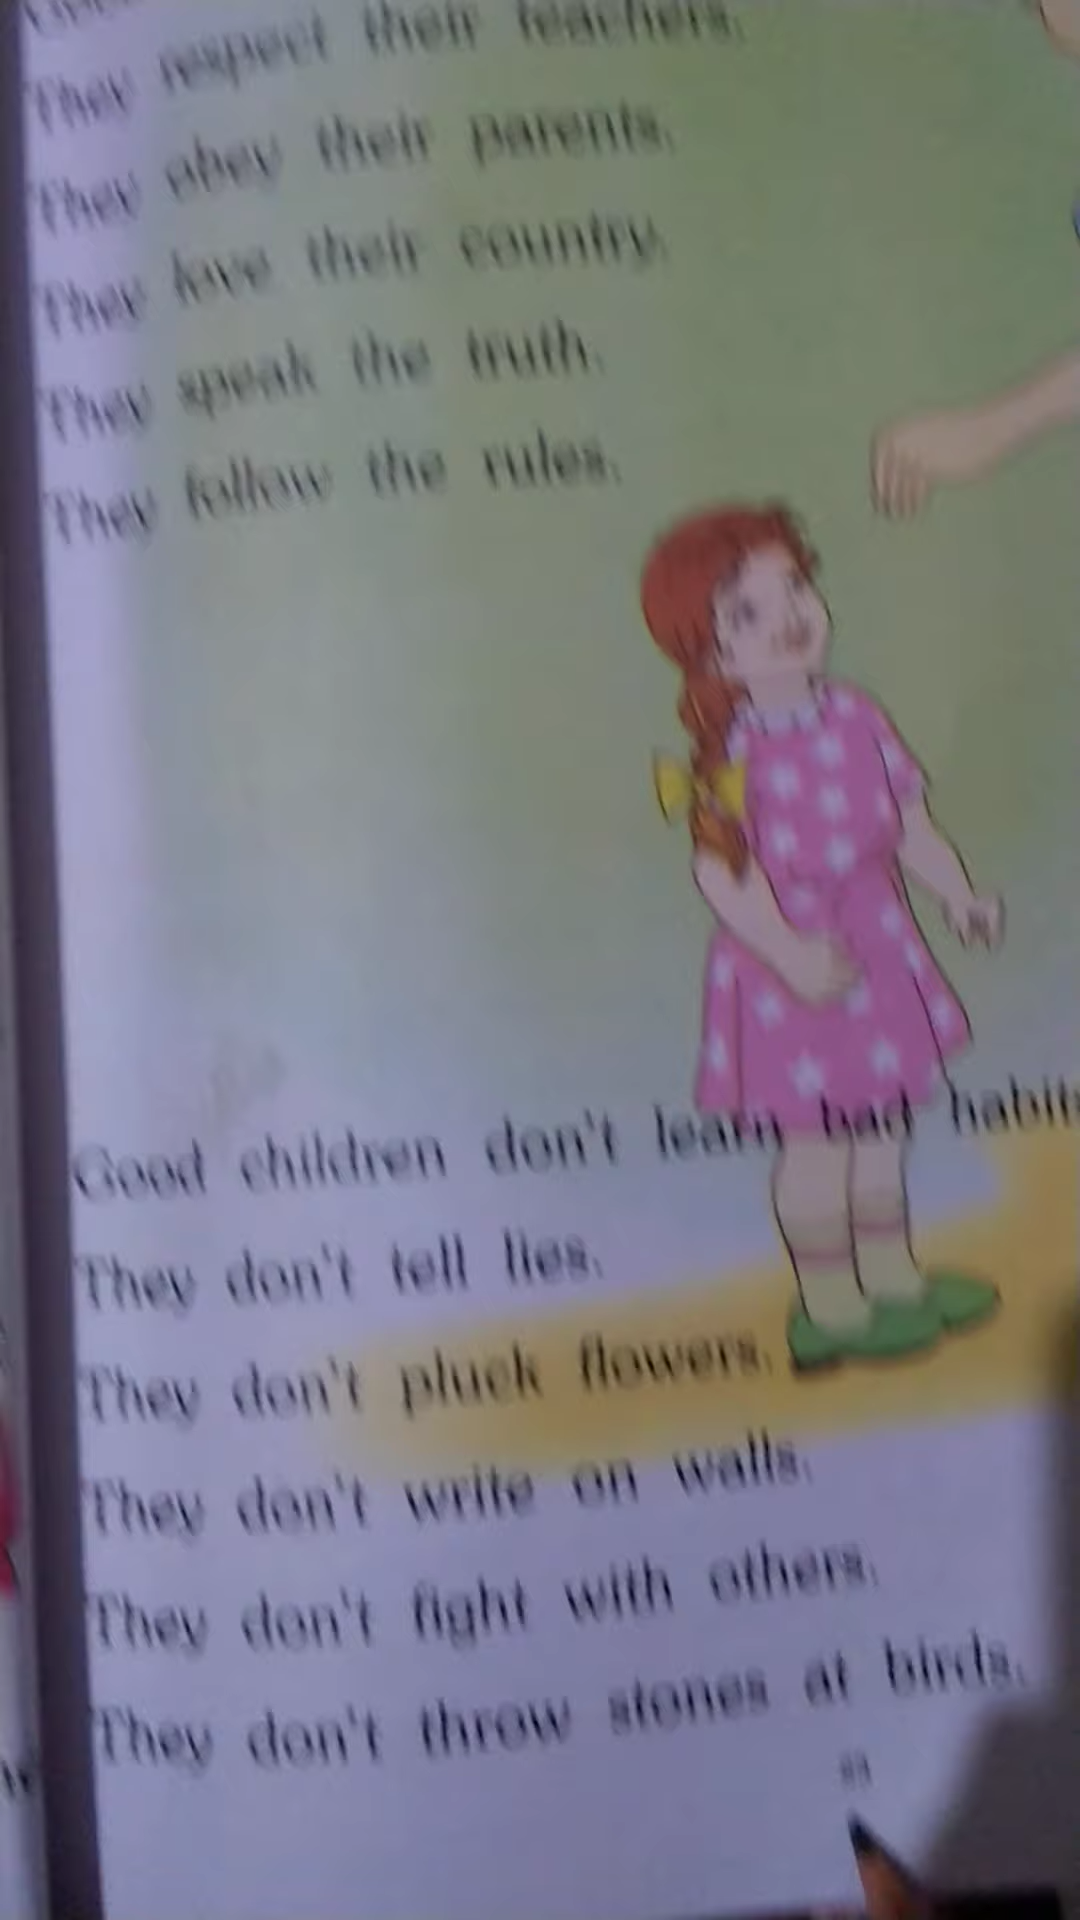 They respect their teachers.
They obey their parents.
They love their country.
They speak the truth.
They follow the rules.
Good children don't learn bad habits
They don't tell lies.
They don't pluck flowers.
They don't write on walls.
They don't fight with others.
They don't throw stones at birds.